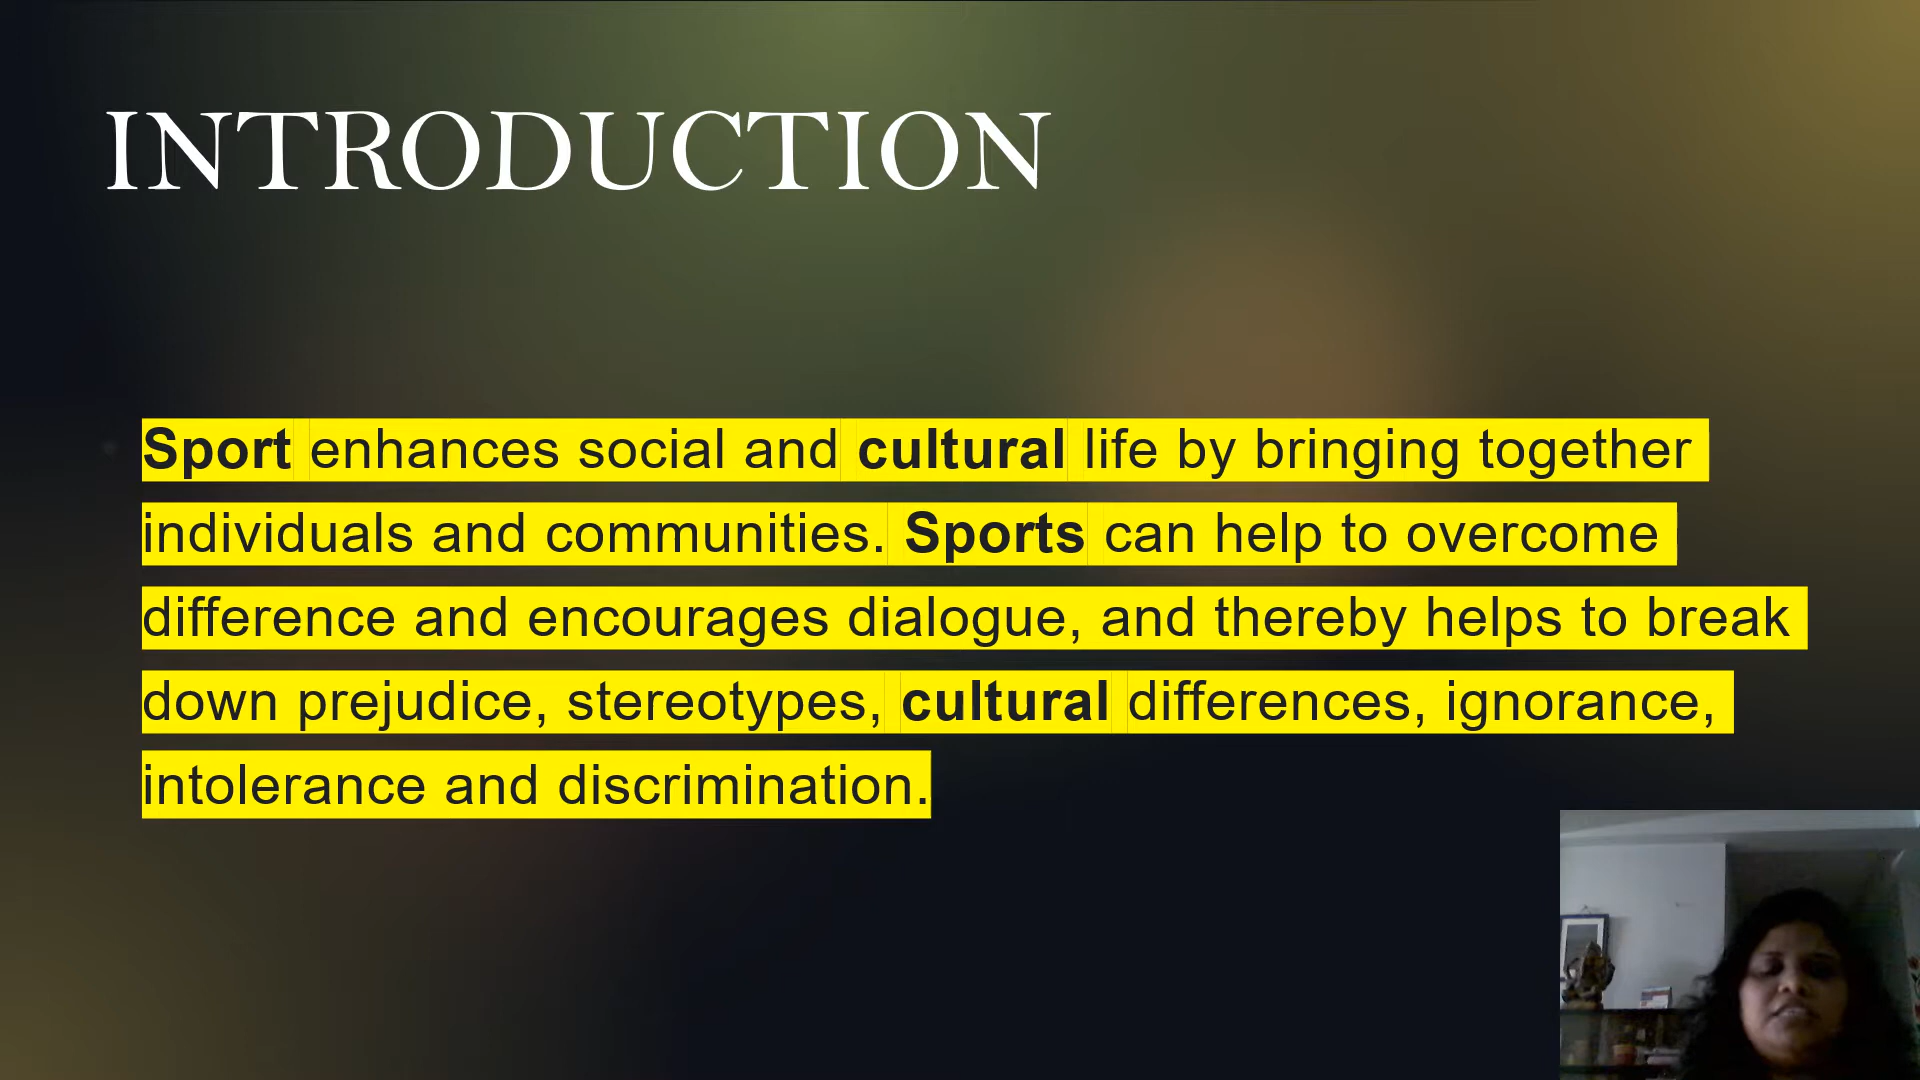 INTRODUCTION
Sport enhances social and cultural life by bringing together
individuals and communities. Sports can help to overcome
difference and encourages dialogue, and thereby helps to break
down prejudice, stereotypes, cultural differences, ignorance,
intolerance and discrimination.